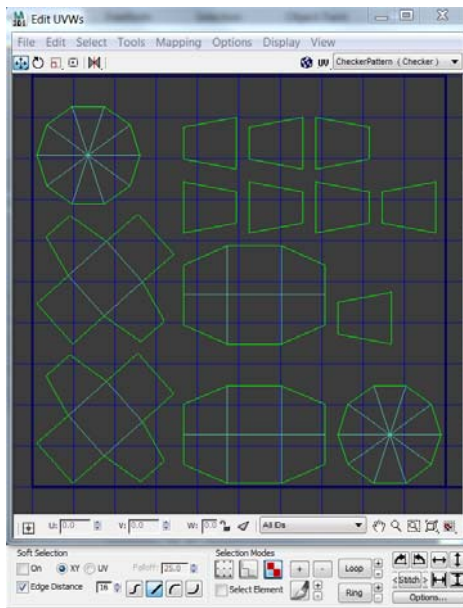 Edit UVWs
File Edit Select Tools Mapping Options Display View
UV CheckerPattern ( Checker )
U: 0.0 V: 0.0 W: 0.0 All IDs
Soft Selection
On XY UV Falloff: 25.0
Edge Distance 16
Selection Modes
+ - Loop
Select Element Ring
<Stitch>
Options...